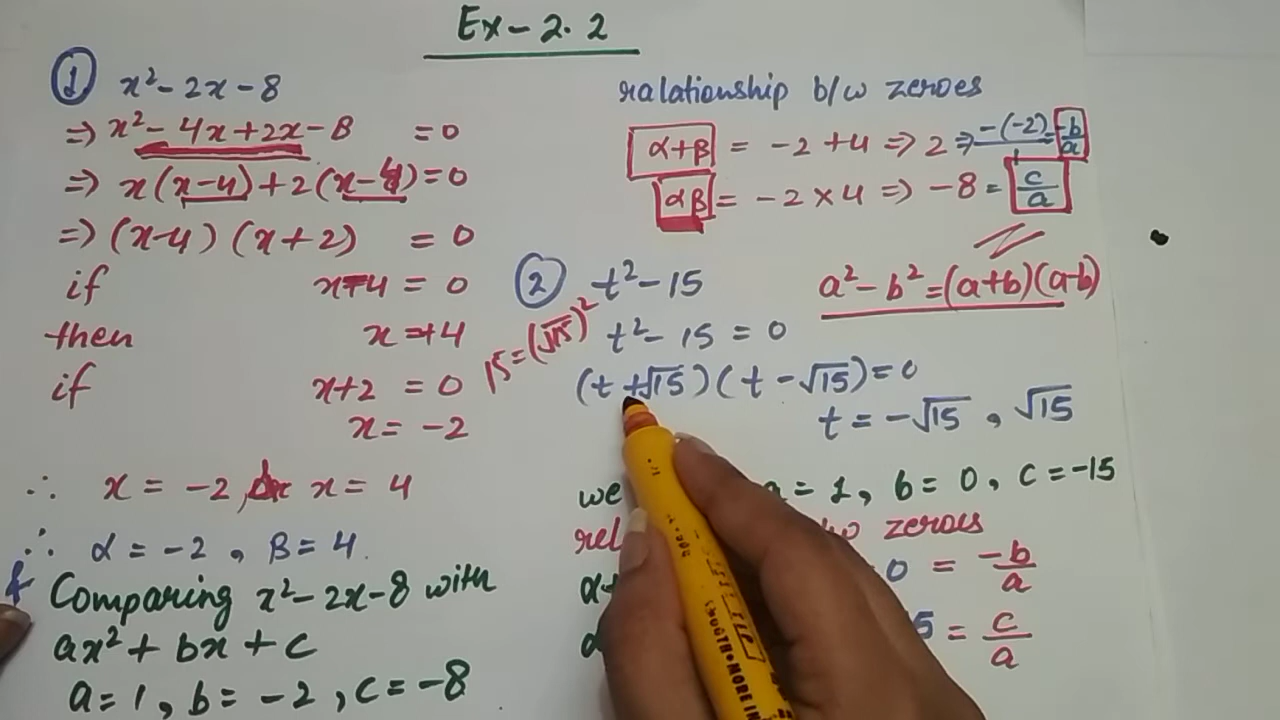 Ex-2.2
① x² - 2x - 8
⇒ x² - 4x + 2x - 8 = 0
⇒ x(x-4) + 2(x-4) = 0
⇒ (x-4)(x+2) = 0
if x-4 = 0
then x = +4
if x+2 = 0
x = -2
∴ x = -2, x = 4
∴ α = -2, β = 4
Comparing x² - 2x - 8 with
ax² + bx + c
a = 1, b = -2, c = -8
ralationship b/w zeroes
α+β = -2+4 ⇒ 2 ⇒ -(-2)/1 = -b/a
αβ = -2×4 ⇒ -8 = c/a
② t² - 15
a² - b² = (a+b)(a-b)
15 = (√15)²
t² - 15 = 0
(t + √15)(t - √15) = 0
t = -√15, √15
we a = 1, b = 0, c = -15
zeroes
0 = -b/a
= c/a